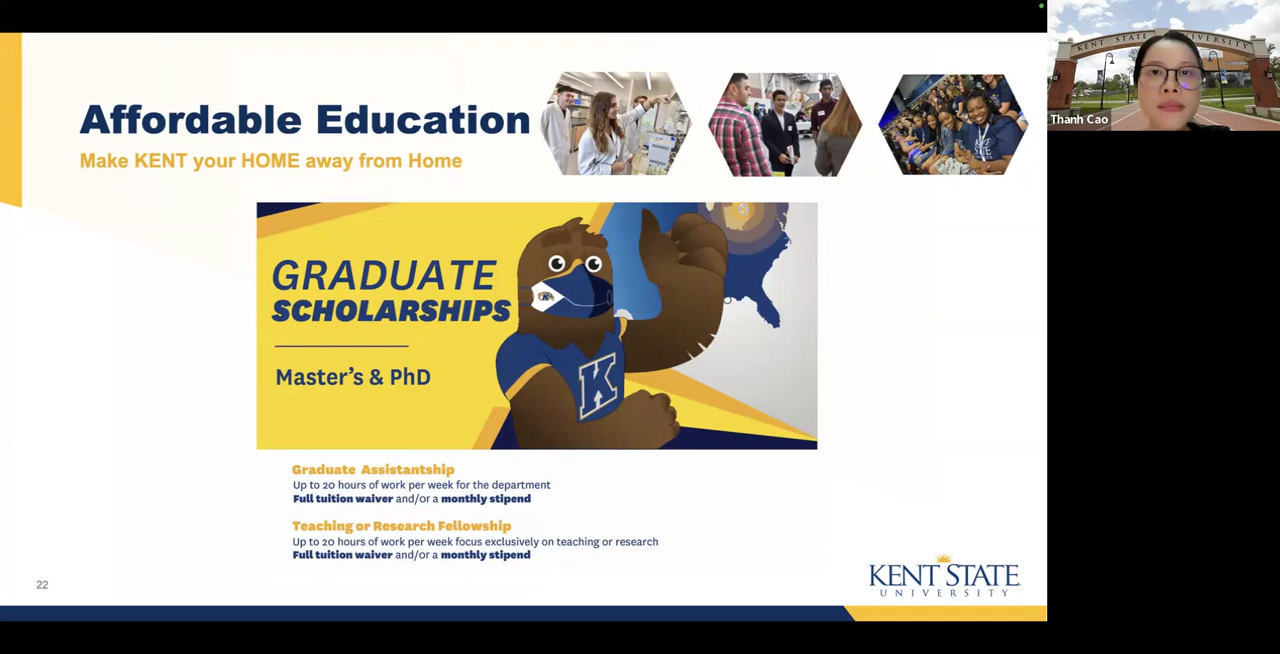 Affordable Education
Make KENT your HOME away from Home
GRADUATE
SCHOLARSHIPS
Master's & PhD
K
Graduate Assistantship
Up to 20 hours of work per week for the department
Full tuition waiver and/or a monthly stipend
Teaching or Research Fellowship
Up to 20 hours of work per week focus exclusively on teaching or research
Full tuition waiver and/or a monthly stipend
22
KENT STATE
UNIVERSITY
KENT STATE UNIVERSITY
Thanh Cao